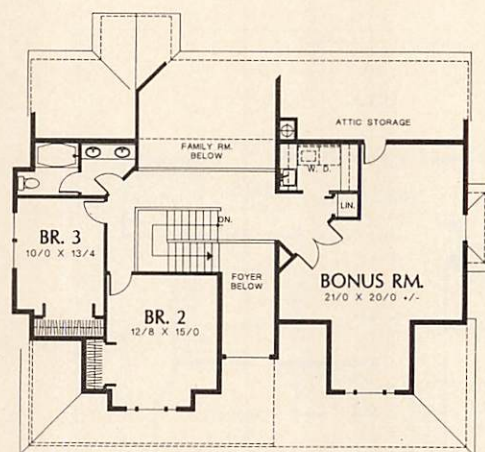 ATTIC STORAGE
FAMILY RM.
BELOW
W. D.
LIN.
BR. 3
10/0 X 13/4
DN.
FOYER
BELOW
BONUS RM.
21/0 X 20/0 +/-
BR. 2
12/8 X 15/0